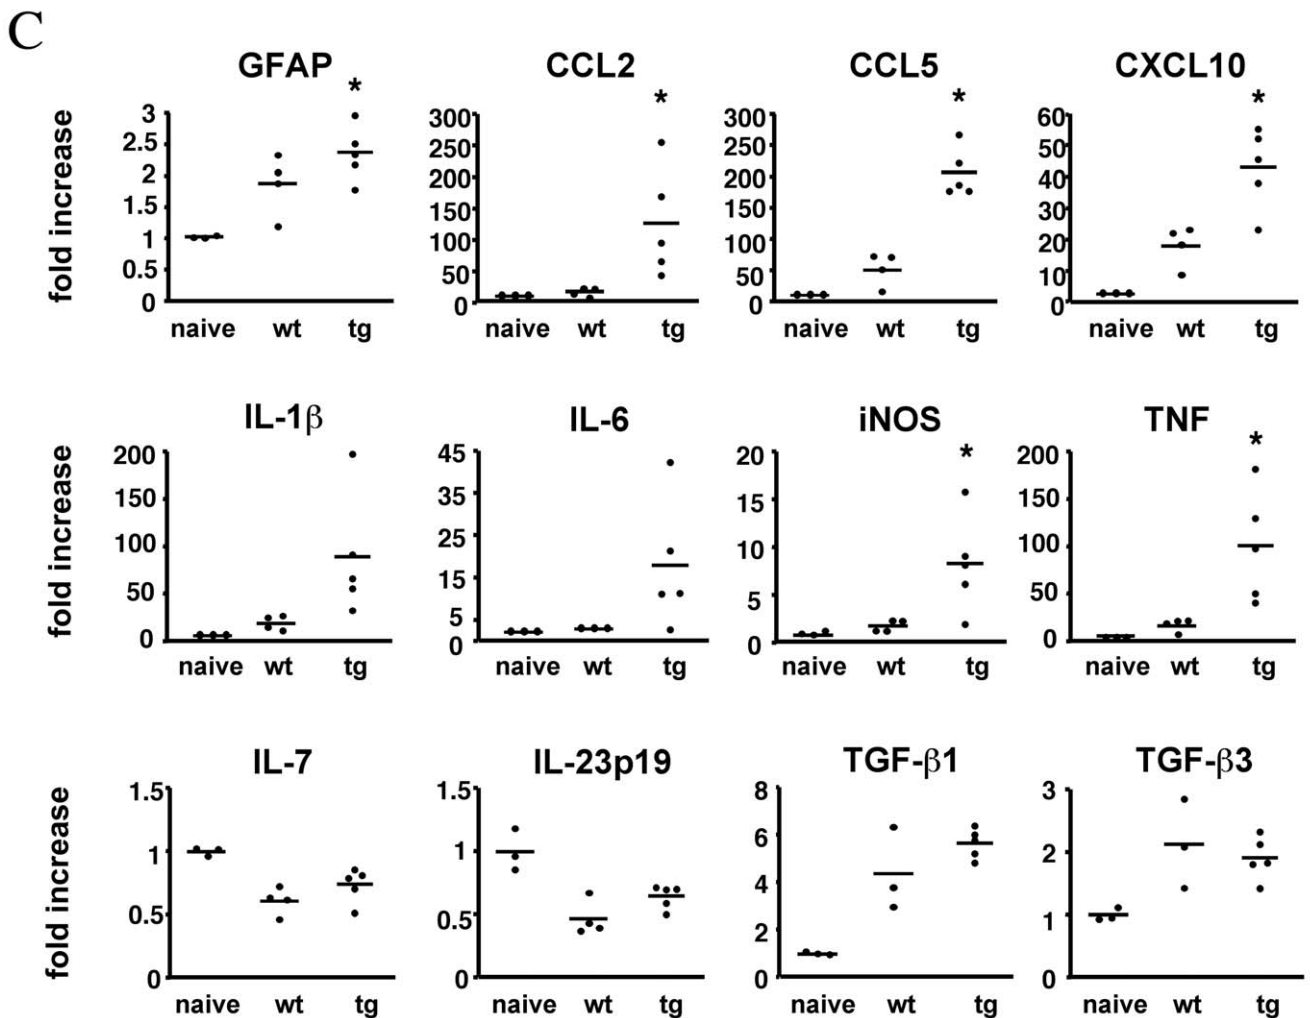 C
GFAP CCL2 CCL5 CXCL10
* * * *
fold increase
3 2.5 2 1.5 1 0.5 0
300 250 200 150 100 50 0
300 250 200 150 100 50 0
60 50 40 30 20 10 0
naive wt tg naive wt tg naive wt tg naive wt tg
IL-1β IL-6 iNOS TNF
* *
fold increase
200 150 100 50 0
45 35 25 15 5 0
20 15 10 5 0
200 150 100 50 0
naive wt tg naive wt tg naive wt tg naive wt tg
IL-7 IL-23p19 TGF-β1 TGF-β3
fold increase
1.5 1 0.5 0
1.5 1 0.5 0
8 6 4 2 0
3 2 1 0
naive wt tg naive wt tg naive wt tg naive wt tg